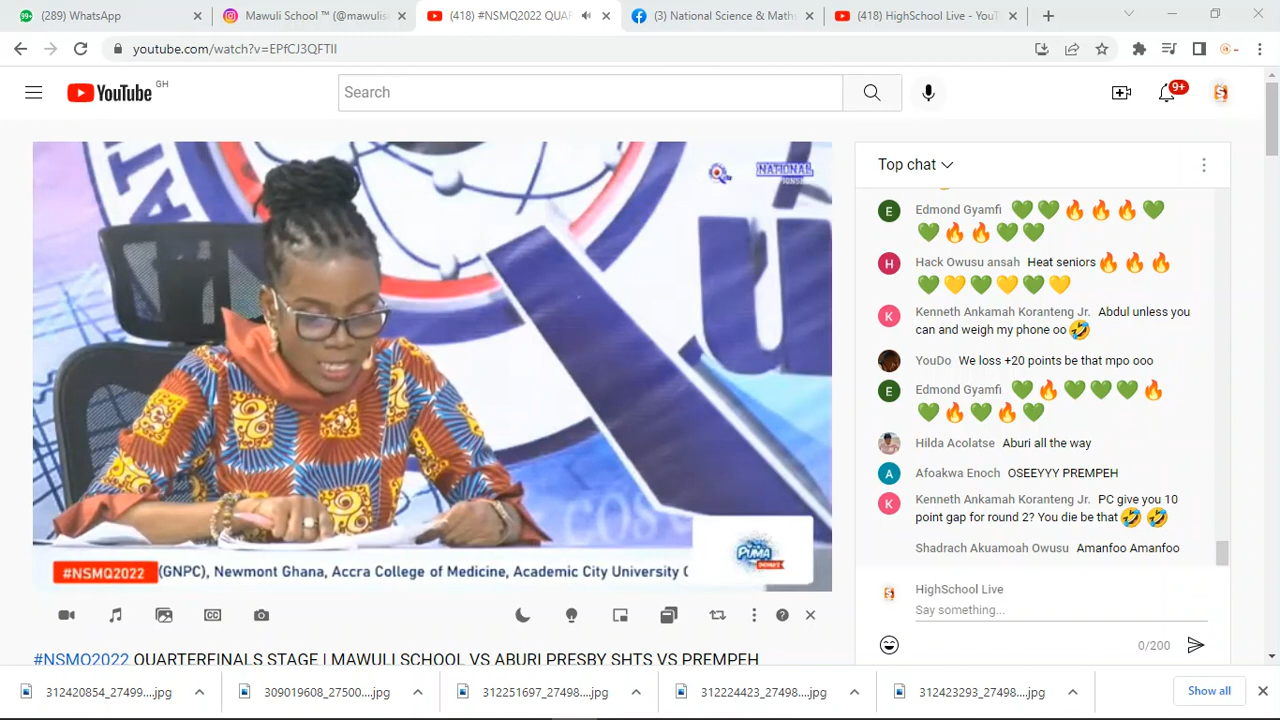 (289) WhatsApp
Mawuli School ™ (@mawulis
(418) #NSMQ2022 QUAR
(3) National Science & Math
(418) HighSchool Live - YouT
youtube.com/watch?v=EPfCJ3QFTII
YouTube GH
Search
9+
NATIONAL
Top chat
Edmond Gyamfi 💚💚🔥🔥🔥💚
💚🔥🔥💚💚
Hack Owusu ansah Heat seniors🔥🔥🔥
💚💛💚💛💚💛
Kenneth Ankamah Koranteng Jr. Abdul unless you
can and weigh my phone oo🤣
YouDo We loss +20 points be that mpo ooo
Edmond Gyamfi 💚🔥💚💚💚🔥
💚🔥💚🔥💚
Hilda Acolatse Aburi all the way
Afoakwa Enoch OSEEYYY PREMPEH
Kenneth Ankamah Koranteng Jr. PC give you 10
point gap for round 2? You die be that🤣🤣
Shadrach Akuamoah Owusu Amanfoo Amanfoo
COS
PUMA
#NSMQ2022 (GNPC), Newmont Ghana, Accra College of Medicine, Academic City University C
HighSchool Live
Say something...
0/200
#NSMQ2022 QUARTERFINALS STAGE | MAWULI SCHOOL VS ABURI PRESBY SHTS VS PREMPEH
312420854_27499....jpg
309019608_27500....jpg
312251697_27498....jpg
312224423_27498....jpg
312423293_27498....jpg
Show all